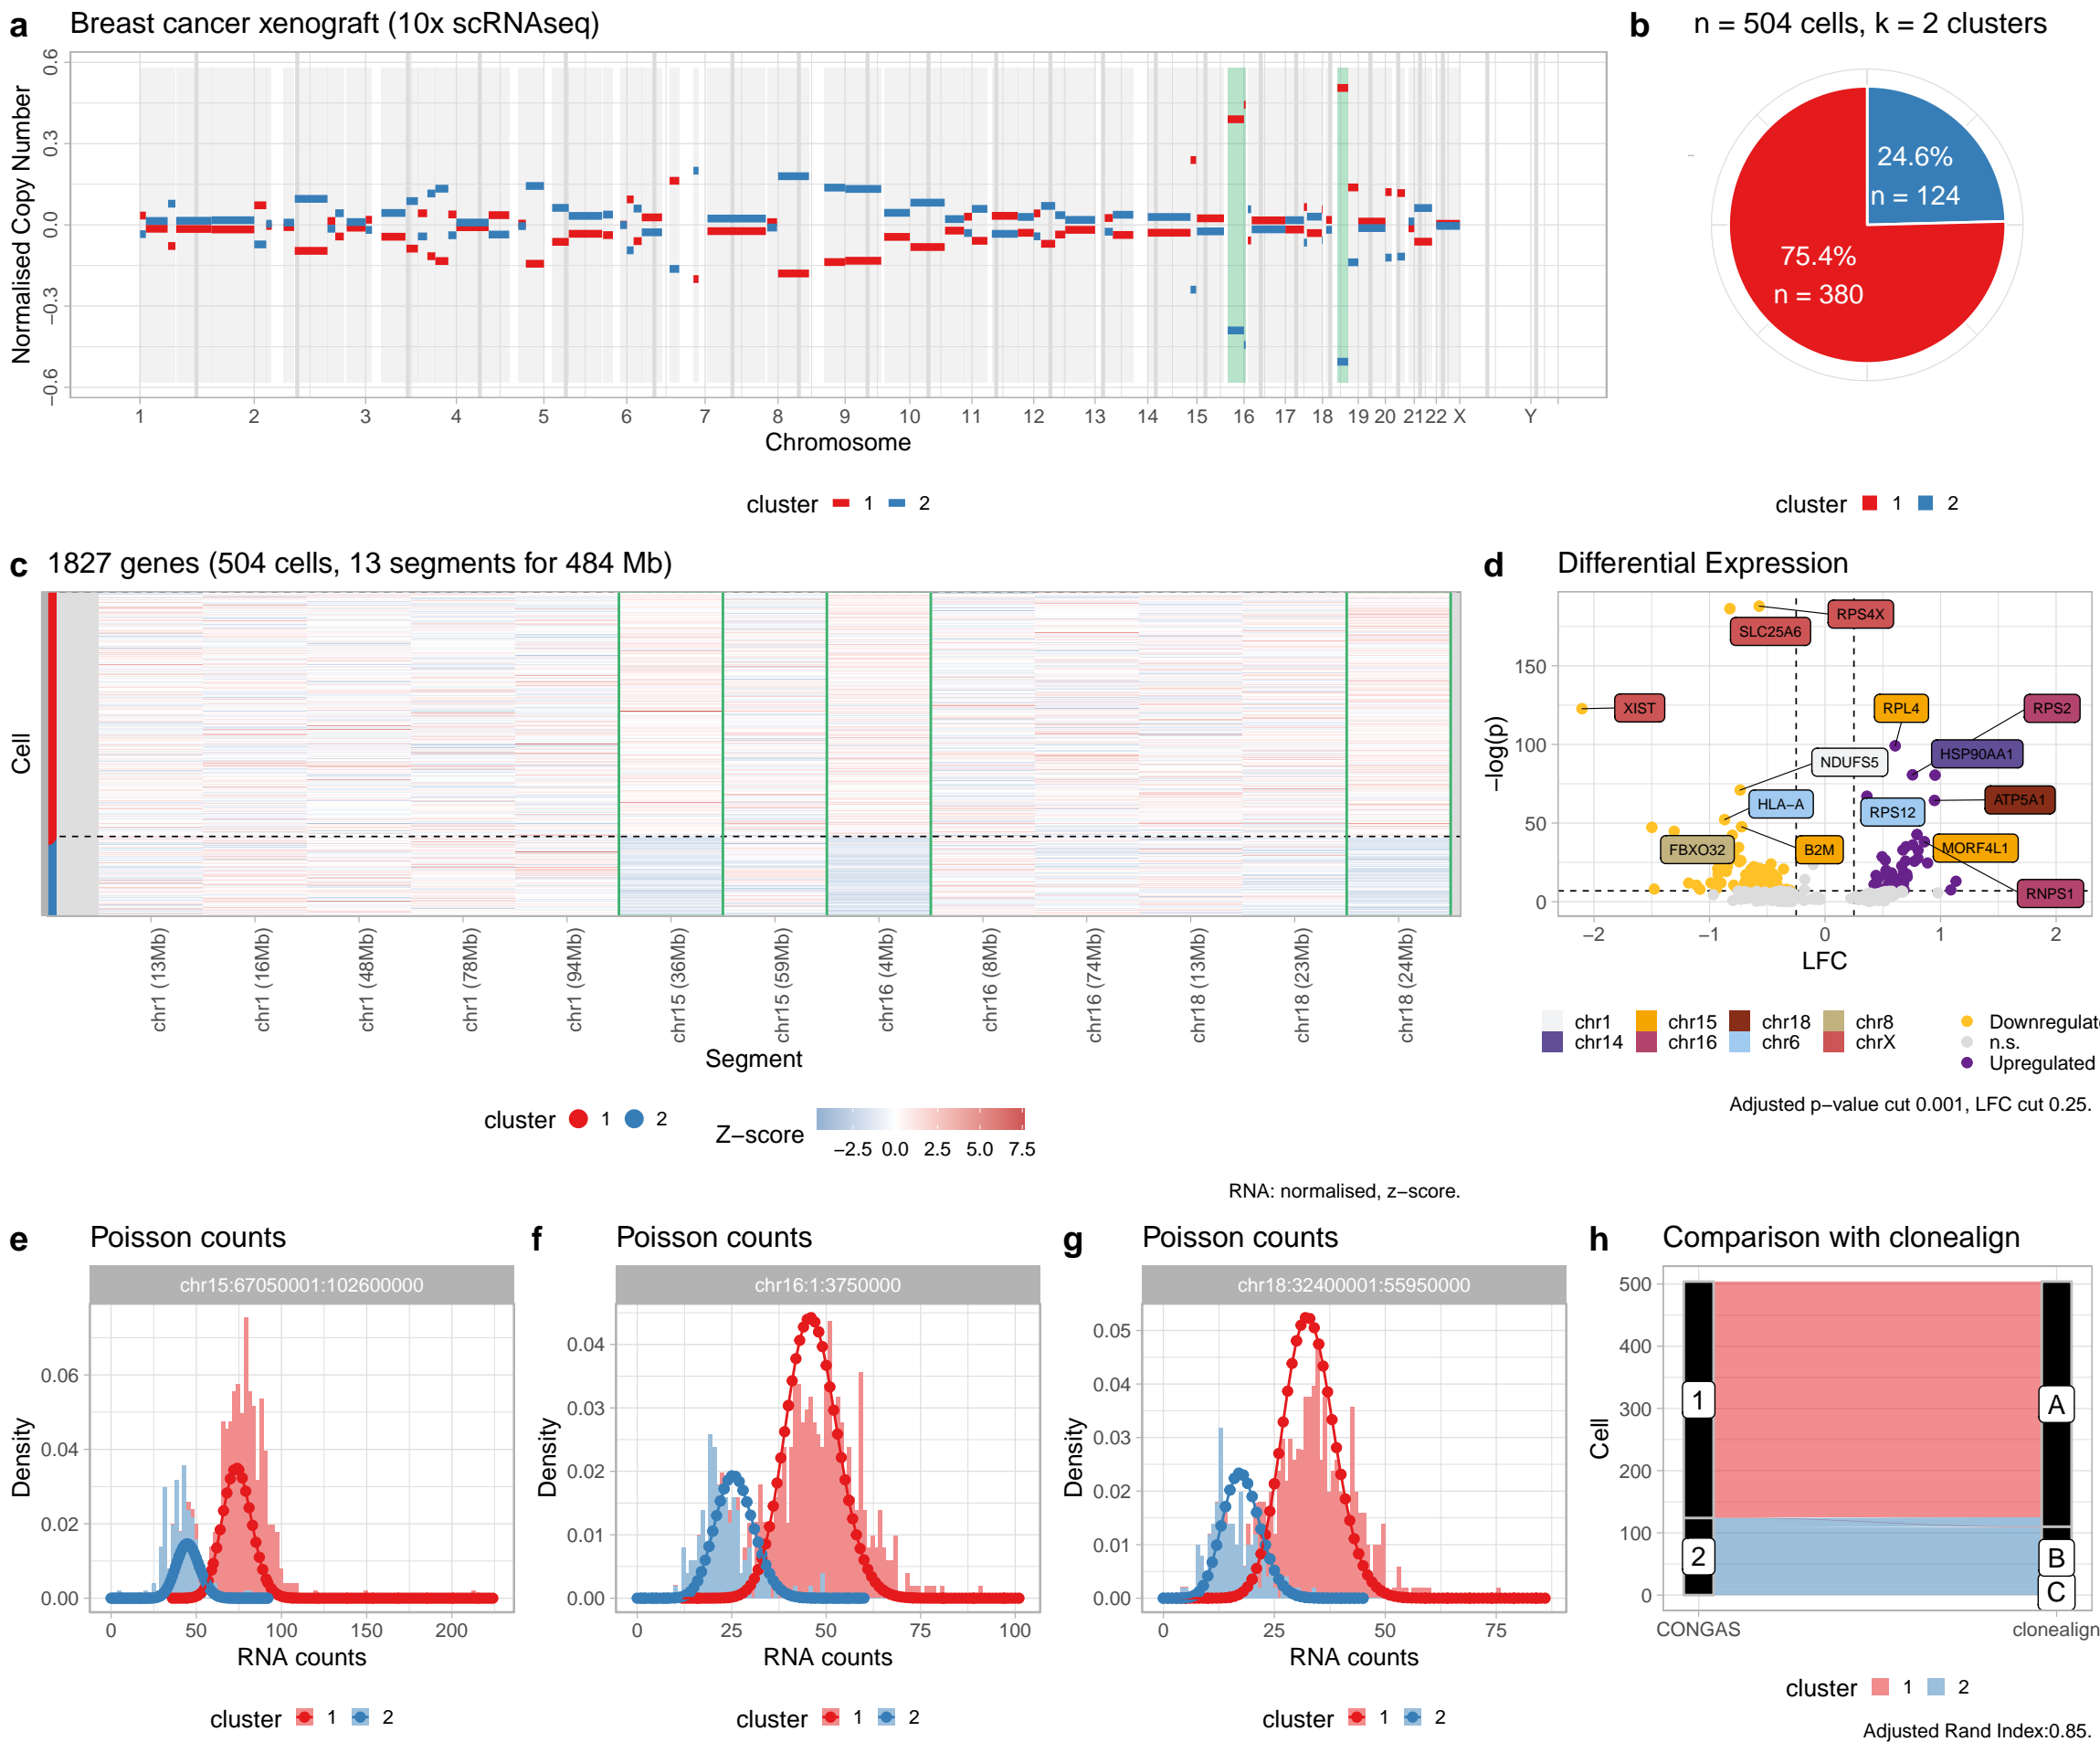 a Breast cancer xenograft (10x scRNAseq)
Normalised Copy Number
0.6
0.3
0.0
−0.3
−0.6
1 2 3 4 5 6 7 8 9 10 11 12 13 14 15 16 17 18 19 20 21 22 X Y
Chromosome
cluster 1 2
b n = 504 cells, k = 2 clusters
24.6%
n = 124
75.4%
n = 380
cluster 1 2
c 1827 genes (504 cells, 13 segments for 484 Mb)
Cell
chr1 (13Mb)
chr1 (16Mb)
chr1 (48Mb)
chr1 (78Mb)
chr1 (94Mb)
chr15 (36Mb)
chr15 (59Mb)
chr16 (4Mb)
chr16 (8Mb)
chr16 (74Mb)
chr18 (13Mb)
chr18 (23Mb)
chr18 (24Mb)
Segment
cluster 1 2
Z−score
−2.5 0.0 2.5 5.0 7.5
RNA: normalised, z−score.
d Differential Expression
−log(p)
150
100
50
0
RPS4X
SLC25A6
XIST
RPL4
RPS2
HSP90AA1
NDUFS5
HLA−A
RPS12
ATP5A1
FBXO32
B2M
MORF4L1
RNPS1
−2 −1 0 1 2
LFC
chr1 chr15 chr18 chr8
chr14 chr16 chr6 chrX
Downregulat
n.s.
Upregulated
Adjusted p−value cut 0.001, LFC cut 0.25.
e Poisson counts
chr15:67050001:102600000
Density
0.06
0.04
0.02
0.00
0 50 100 150 200
RNA counts
cluster 1 2
f Poisson counts
chr16:1:3750000
Density
0.04
0.03
0.02
0.01
0.00
0 25 50 75 100
RNA counts
cluster 1 2
g Poisson counts
chr18:32400001:55950000
Density
0.05
0.04
0.03
0.02
0.01
0.00
0 25 50 75
RNA counts
cluster 1 2
h Comparison with clonealign
Cell
500
400
300
200
100
0
1
2
A
B
C
CONGAS clonealign
cluster 1 2
Adjusted Rand Index:0.85.